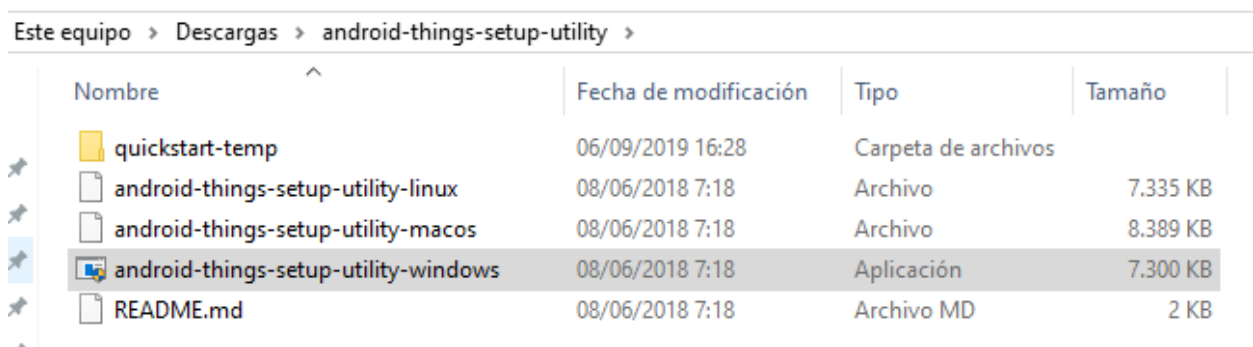 Este equipo > Descargas > android-things-setup-utility >
Nombre Fecha de modificación Tipo Tamaño
quickstart-temp 06/09/2019 16:28 Carpeta de archivos
android-things-setup-utility-linux 08/06/2018 7:18 Archivo 7.335 KB
android-things-setup-utility-macos 08/06/2018 7:18 Archivo 8.389 KB
android-things-setup-utility-windows 08/06/2018 7:18 Aplicación 7.300 KB
README.md 08/06/2018 7:18 Archivo MD 2 KB